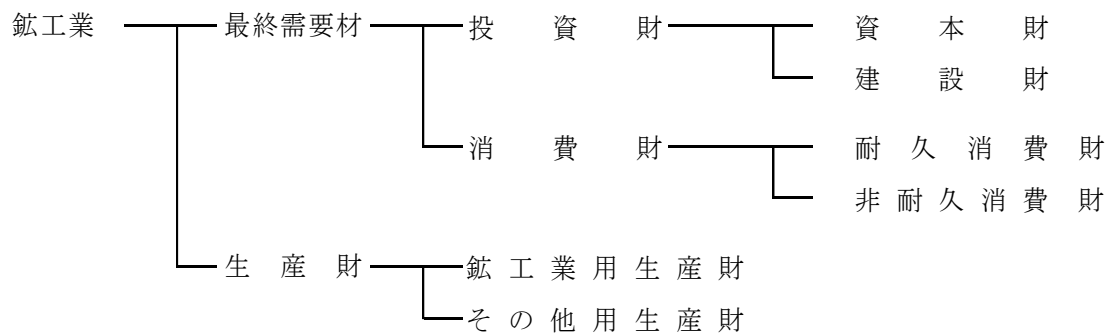 鉱工業 最終需要材 投資財 資本財
建設財
消費財 耐久消費財
非耐久消費財
生産財 鉱工業用生産財
その他用生産財